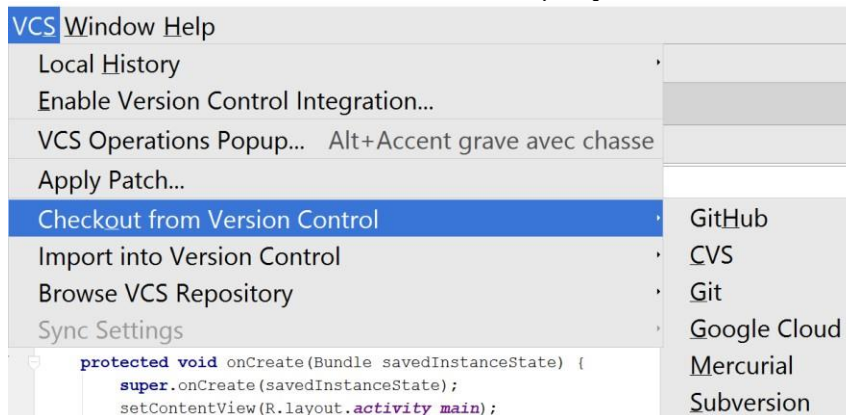 VCS Window Help
Local History
Enable Version Control Integration...
VCS Operations Popup... Alt+Accent grave avec chasse
Apply Patch...
Checkout from Version Control
GitHub
Import into Version Control
CVS
Browse VCS Repository
Git
Sync Settings
Google Cloud
protected void onCreate(Bundle savedInstanceState) {
Mercurial
super.onCreate(savedInstanceState);
setContentView(R.layout.activity_main);
Subversion